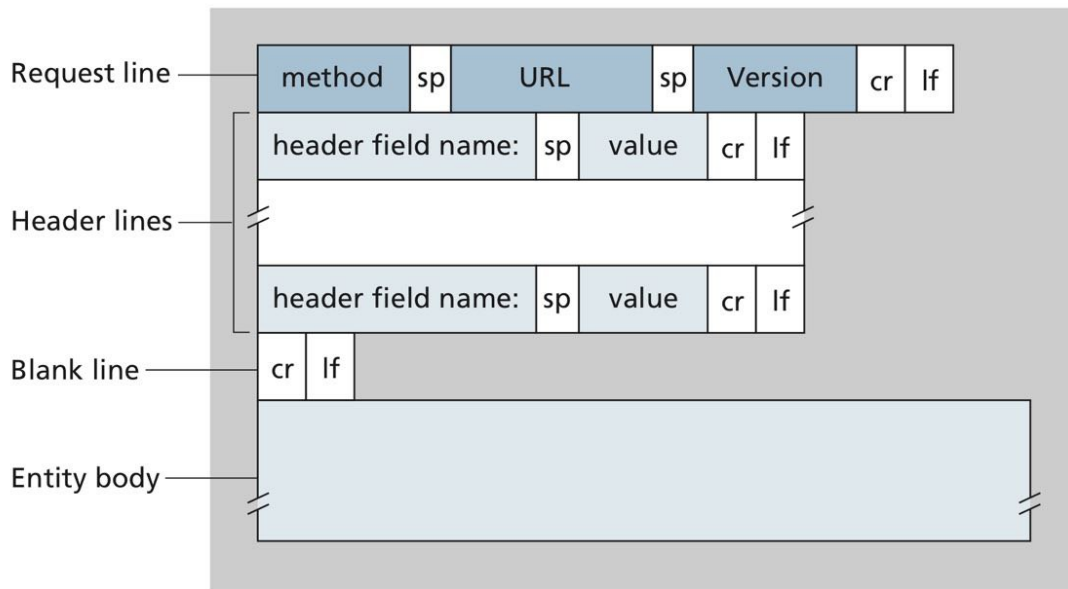 Request line method sp URL sp Version cr lf
header field name: sp value cr lf
Header lines
header field name: sp value cr lf
Blank line cr lf
Entity body